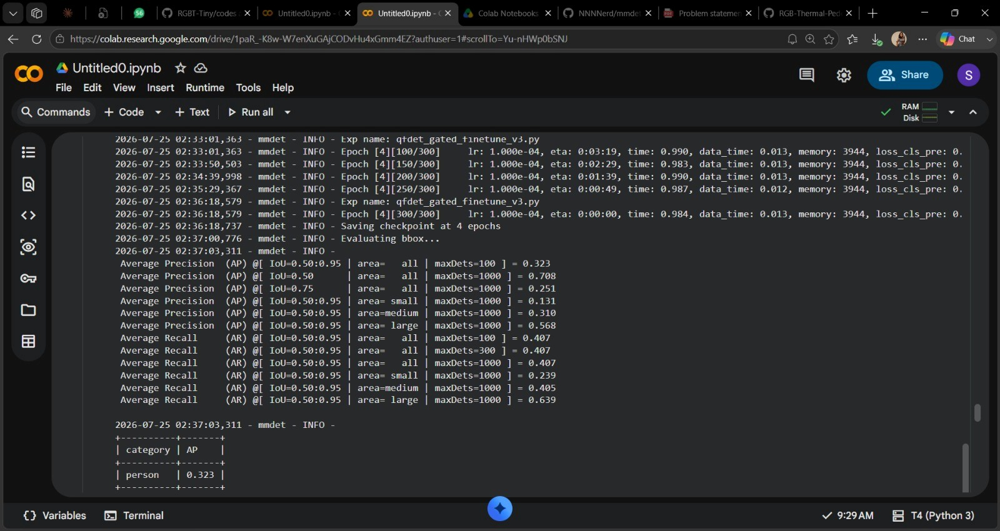 56
RGBT-Tiny/codes
Untitled0.ipynb - C
Untitled0.ipynb - C
Colab Notebooks
NNNNerd/mmdet
Problem statemen
RGB-Thermal-Ped
https://colab.research.google.com/drive/1paR_-K8w-W7enXuGAjCODvHu4xGmm4EZ?authuser=1#scrollTo=Yu-nHWp0bSNJ
Chat
CO
Untitled0.ipynb
Share
S
File Edit View Insert Runtime Tools Help
Commands + Code + Text Run all
RAM
Disk
2026-07-25 02:33:01,363 - mmdet - INFO - Exp name: qfdet_gated_finetune_v3.py
2026-07-25 02:33:01,363 - mmdet - INFO - Epoch [4][100/300] lr: 1.000e-04, eta: 0:03:19, time: 0.990, data_time: 0.013, memory: 3944, loss_cls_pre: 0.
2026-07-25 02:33:50,503 - mmdet - INFO - Epoch [4][150/300] lr: 1.000e-04, eta: 0:02:29, time: 0.983, data_time: 0.013, memory: 3944, loss_cls_pre: 0.
2026-07-25 02:34:39,998 - mmdet - INFO - Epoch [4][200/300] lr: 1.000e-04, eta: 0:01:39, time: 0.990, data_time: 0.013, memory: 3944, loss_cls_pre: 0.
2026-07-25 02:35:29,367 - mmdet - INFO - Epoch [4][250/300] lr: 1.000e-04, eta: 0:00:49, time: 0.987, data_time: 0.012, memory: 3944, loss_cls_pre: 0.
2026-07-25 02:36:18,579 - mmdet - INFO - Exp name: qfdet_gated_finetune_v3.py
2026-07-25 02:36:18,579 - mmdet - INFO - Epoch [4][300/300] lr: 1.000e-04, eta: 0:00:00, time: 0.984, data_time: 0.013, memory: 3944, loss_cls_pre: 0.
2026-07-25 02:36:18,737 - mmdet - INFO - Saving checkpoint at 4 epochs
2026-07-25 02:37:00,776 - mmdet - INFO - Evaluating bbox...
2026-07-25 02:37:03,311 - mmdet - INFO -
Average Precision (AP) @[ IoU=0.50:0.95 | area= all | maxDets=100 ] = 0.323
Average Precision (AP) @[ IoU=0.50 | area= all | maxDets=1000 ] = 0.708
Average Precision (AP) @[ IoU=0.75 | area= all | maxDets=1000 ] = 0.251
Average Precision (AP) @[ IoU=0.50:0.95 | area= small | maxDets=1000 ] = 0.131
Average Precision (AP) @[ IoU=0.50:0.95 | area=medium | maxDets=1000 ] = 0.310
Average Precision (AP) @[ IoU=0.50:0.95 | area= large | maxDets=1000 ] = 0.568
Average Recall (AR) @[ IoU=0.50:0.95 | area= all | maxDets=100 ] = 0.407
Average Recall (AR) @[ IoU=0.50:0.95 | area= all | maxDets=300 ] = 0.407
Average Recall (AR) @[ IoU=0.50:0.95 | area= all | maxDets=1000 ] = 0.407
Average Recall (AR) @[ IoU=0.50:0.95 | area= small | maxDets=1000 ] = 0.239
Average Recall (AR) @[ IoU=0.50:0.95 | area=medium | maxDets=1000 ] = 0.405
Average Recall (AR) @[ IoU=0.50:0.95 | area= large | maxDets=1000 ] = 0.639
2026-07-25 02:37:03,311 - mmdet - INFO -
+----------+-------+
| category | AP |
+----------+-------+
| person | 0.323 |
+----------+-------+
{} Variables Terminal
9:29 AM T4 (Python 3)